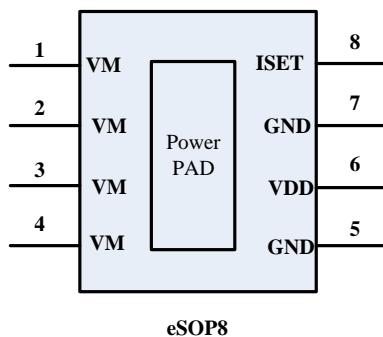 1 VM ISET 8
2 VM GND 7
Power
PAD
3 VM VDD 6
4 VM GND 5
eSOP8